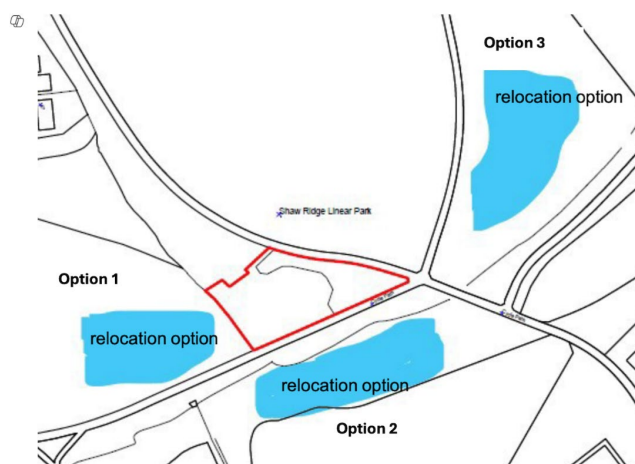 Option 3
relocation option
Shaw Ridge Linear Park
Option 1
relocation option
relocation option
Option 2